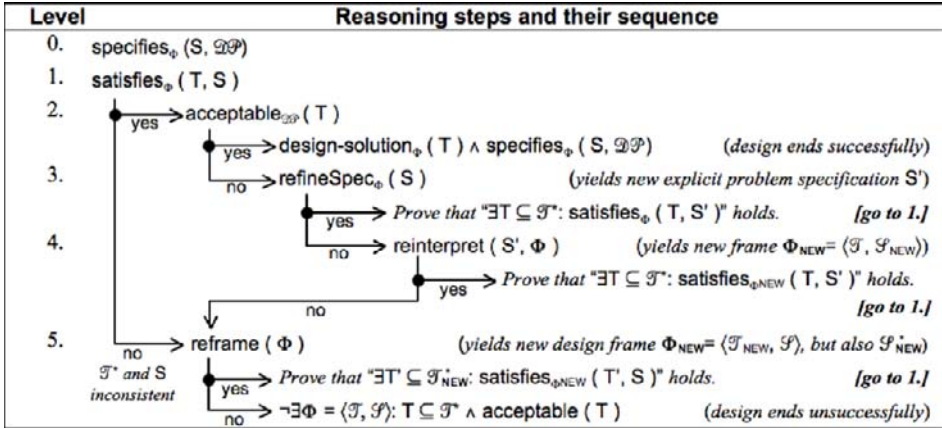 Level Reasoning steps and their sequence
0. specifies_Φ (S, 𝒟𝒫)
1. satisfies_Φ ( T, S )
2. yes acceptable_𝒟𝒫 ( T )
yes design-solution_Φ ( T ) ∧ specifies_Φ ( S, 𝒟𝒫) (design ends successfully)
3. no refineSpec_Φ ( S ) (yields new explicit problem specification S')
yes Prove that “∃T ⊆ 𝒯*: satisfies_Φ ( T, S' )” holds. [go to 1.]
4. no reinterpret ( S', Φ ) (yields new frame Φ_NEW= ⟨𝒯, 𝒮_NEW⟩)
yes Prove that “∃T ⊆ 𝒯*: satisfies_ΦNEW ( T, S' )” holds.
no [go to 1.]
5. no reframe ( Φ ) (yields new design frame Φ_NEW= ⟨𝒯_NEW, 𝒮⟩, but also 𝒮*_NEW)
𝒯* and S inconsistent yes Prove that “∃T' ⊆ 𝒯*_NEW: satisfies_ΦNEW ( T', S )” holds. [go to 1.]
no ¬∃Φ = ⟨𝒯, 𝒮⟩: T ⊆ 𝒯* ∧ acceptable ( T ) (design ends unsuccessfully)